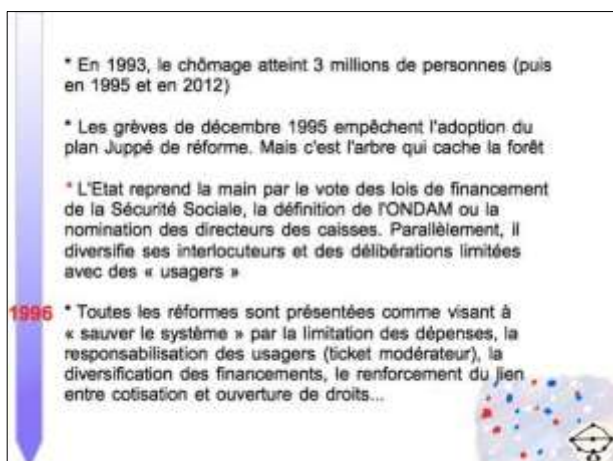 * En 1993, le chômage atteint 3 millions de personnes (puis
en 1995 et en 2012)
* Les grèves de décembre 1995 empêchent l'adoption du
plan Juppé de réforme. Mais c'est l'arbre qui cache la forêt
* L'Etat reprend la main par le vote des lois de financement
de la Sécurité Sociale, la définition de l'ONDAM ou la
nomination des directeurs des caisses. Parallèlement, il
diversifie ses interlocuteurs et des délibérations limitées
avec des « usagers »
1996 * Toutes les réformes sont présentées comme visant à
« sauver le système » par la limitation des dépenses, la
responsabilisation des usagers (ticket modérateur), la
diversification des financements, le renforcement du lien
entre cotisation et ouverture de droits...